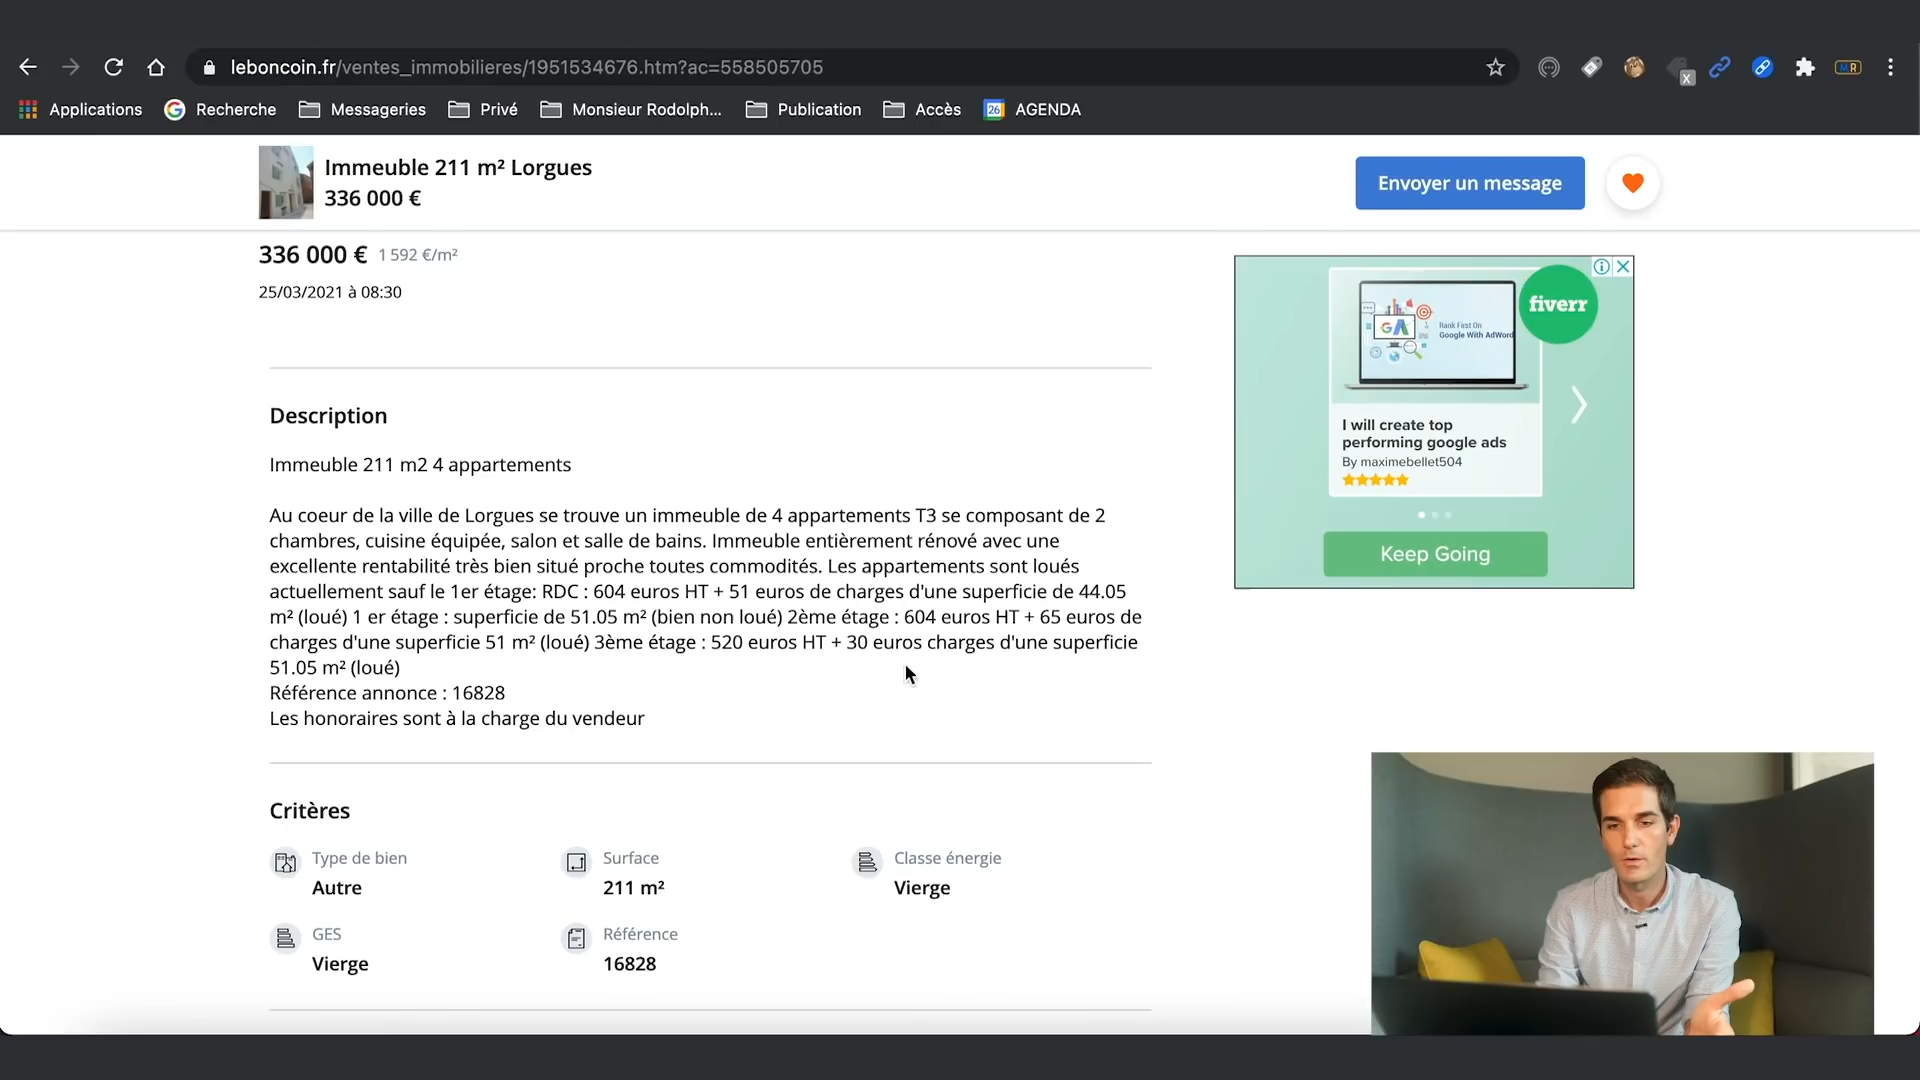 leboncoin.fr/ventes_immobilieres/1951534676.htm?ac=558505705
X
MR
Applications
Recherche
Messageries
Privé
Monsieur Rodolph...
Publication
Accès
26
AGENDA
Immeuble 211 m² Lorgues
336 000 €
Envoyer un message
336 000 € 1 592 €/m²
25/03/2021 à 08:30
Description
Immeuble 211 m2 4 appartements
Au coeur de la ville de Lorgues se trouve un immeuble de 4 appartements T3 se composant de 2
chambres, cuisine équipée, salon et salle de bains. Immeuble entièrement rénové avec une
excellente rentabilité très bien situé proche toutes commodités. Les appartements sont loués
actuellement sauf le 1er étage: RDC : 604 euros HT + 51 euros de charges d'une superficie de 44.05
m² (loué) 1 er étage : superficie de 51.05 m² (bien non loué) 2ème étage : 604 euros HT + 65 euros de
charges d'une superficie 51 m² (loué) 3ème étage : 520 euros HT + 30 euros charges d'une superficie
51.05 m² (loué)
Référence annonce : 16828
Les honoraires sont à la charge du vendeur
Critères
Type de bien
Autre
Surface
211 m²
Classe énergie
Vierge
GES
Vierge
Référence
16828
fiverr
GA
Rank First On
Google With AdWord
I will create top
performing google ads
By maximebellet504
Keep Going